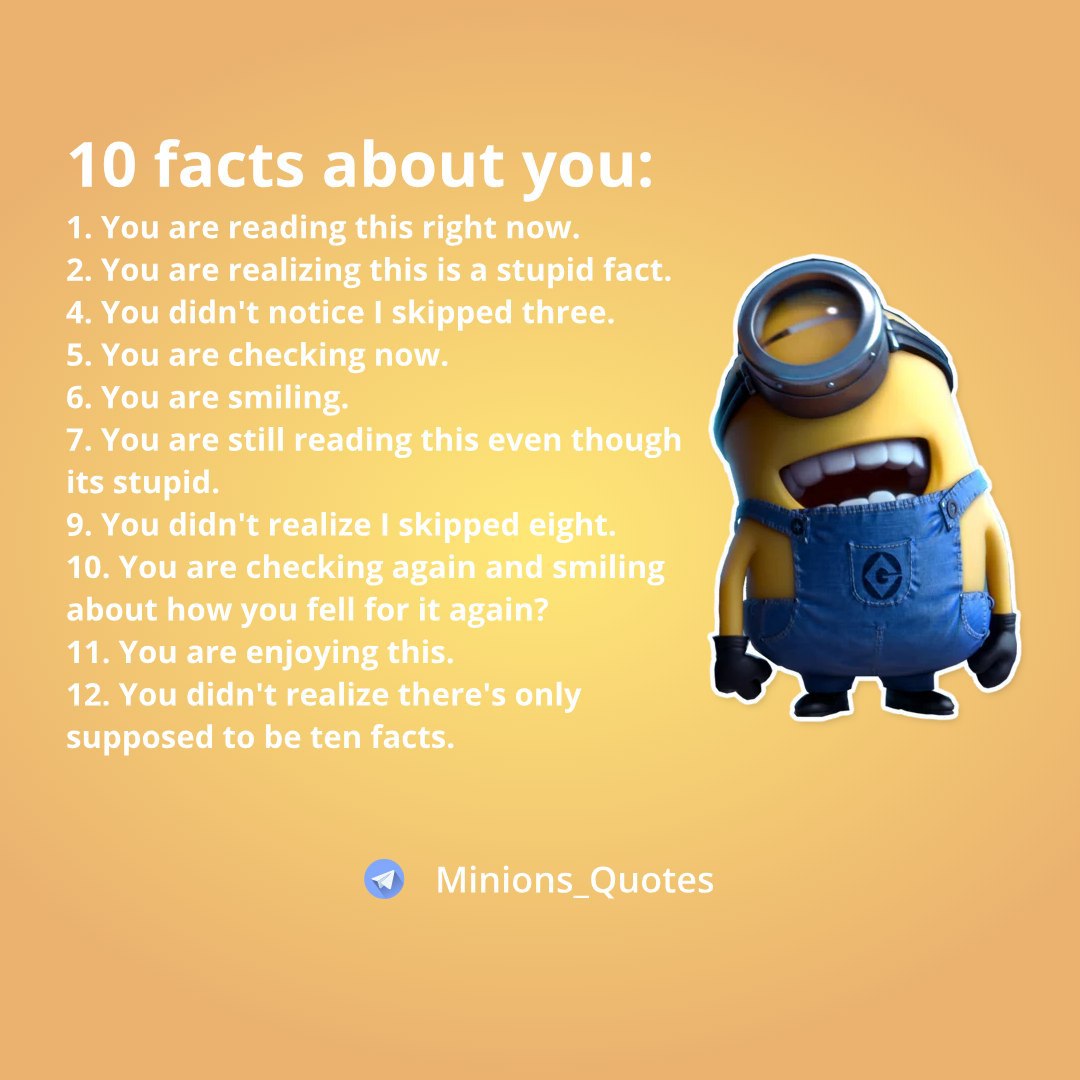 10 facts about you:
1. You are reading this right now.
2. You are realizing this is a stupid fact.
4. You didn't notice I skipped three.
5. You are checking now.
6. You are smiling.
7. You are still reading this even though
its stupid.
9. You didn't realize I skipped eight.
10. You are checking again and smiling
about how you fell for it again?
11. You are enjoying this.
12. You didn't realize there's only
supposed to be ten facts.
Minions_Quotes